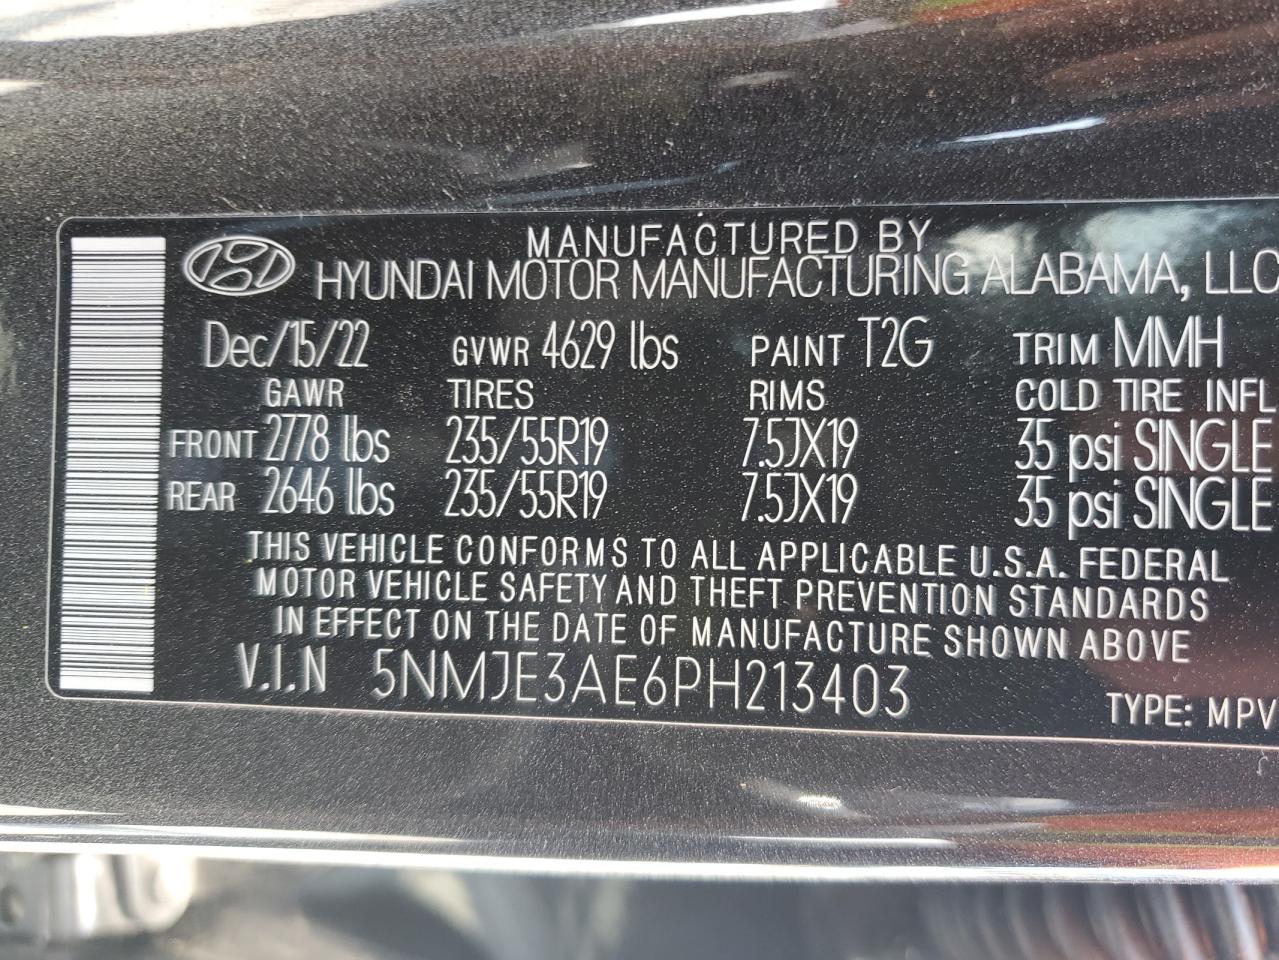 MANUFACTURED BY
HYUNDAI MOTOR MANUFACTURING ALABAMA, LLC
Dec/15/22 GVWR 4629 lbs PAINT T2G TRIM MMH
GAWR TIRES RIMS COLD TIRE INFL
FRONT 2778 lbs 235/55R19 7.5JX19 35 psi SINGLE
REAR 2646 lbs 235/55R19 7.5JX19 35 psi SINGLE
THIS VEHICLE CONFORMS TO ALL APPLICABLE U.S.A. FEDERAL
MOTOR VEHICLE SAFETY AND THEFT PREVENTION STANDARDS
IN EFFECT ON THE DATE OF MANUFACTURE SHOWN ABOVE
V.I.N 5NMJE3AE6PH213403
TYPE: MPV